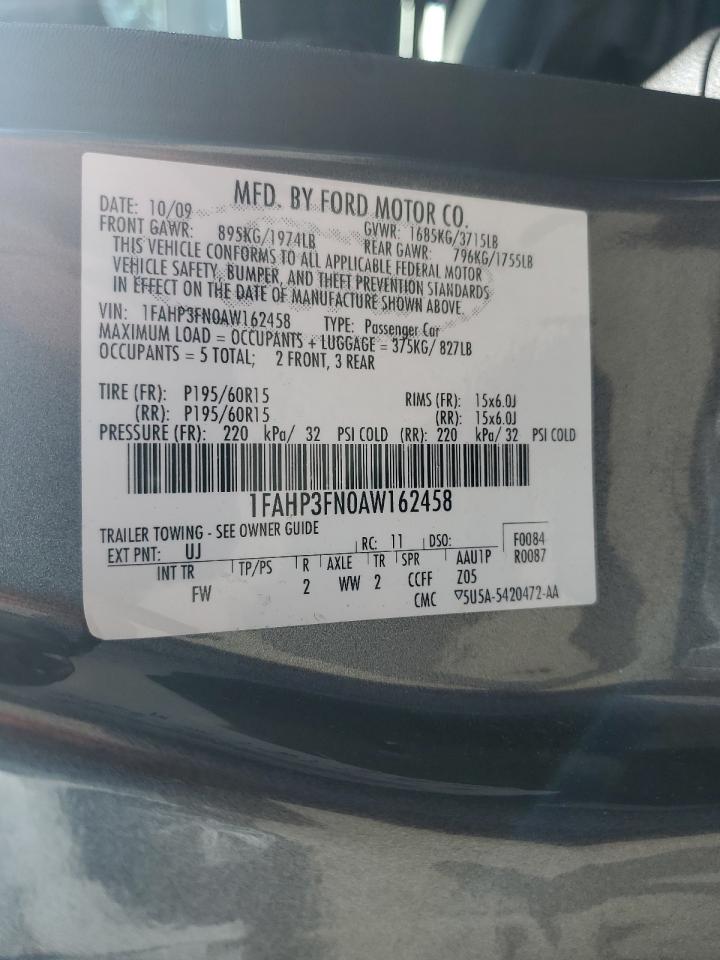 MFD. BY FORD MOTOR CO.
DATE: 10/09 GVWR: 1685KG/3715LB
FRONT GAWR: 895KG/1974LB REAR GAWR: 796KG/1755LB
THIS VEHICLE CONFORMS TO ALL APPLICABLE FEDERAL MOTOR
VEHICLE SAFETY, BUMPER, AND THEFT PREVENTION STANDARDS
IN EFFECT ON THE DATE OF MANUFACTURE SHOWN ABOVE.
VIN: 1FAHP3FN0AW162458 TYPE: Passenger Car
MAXIMUM LOAD = OCCUPANTS + LUGGAGE = 375KG/ 827LB
OCCUPANTS = 5 TOTAL; 2 FRONT, 3 REAR
TIRE (FR): P195/60R15 RIMS (FR): 15x6.0J
(RR): P195/60R15 (RR): 15x6.0J
PRESSURE (FR): 220 kPa/ 32 PSI COLD (RR): 220 kPa/ 32 PSI COLD
1FAHP3FN0AW162458
TRAILER TOWING - SEE OWNER GUIDE F0084
EXT PNT: UJ RC: 11 DSO: R0087
INT TR TP/PS R AXLE TR SPR AAU1P
FW 2 WW 2 CCFF Z05
CMC ▽5U5A-5420472-AA